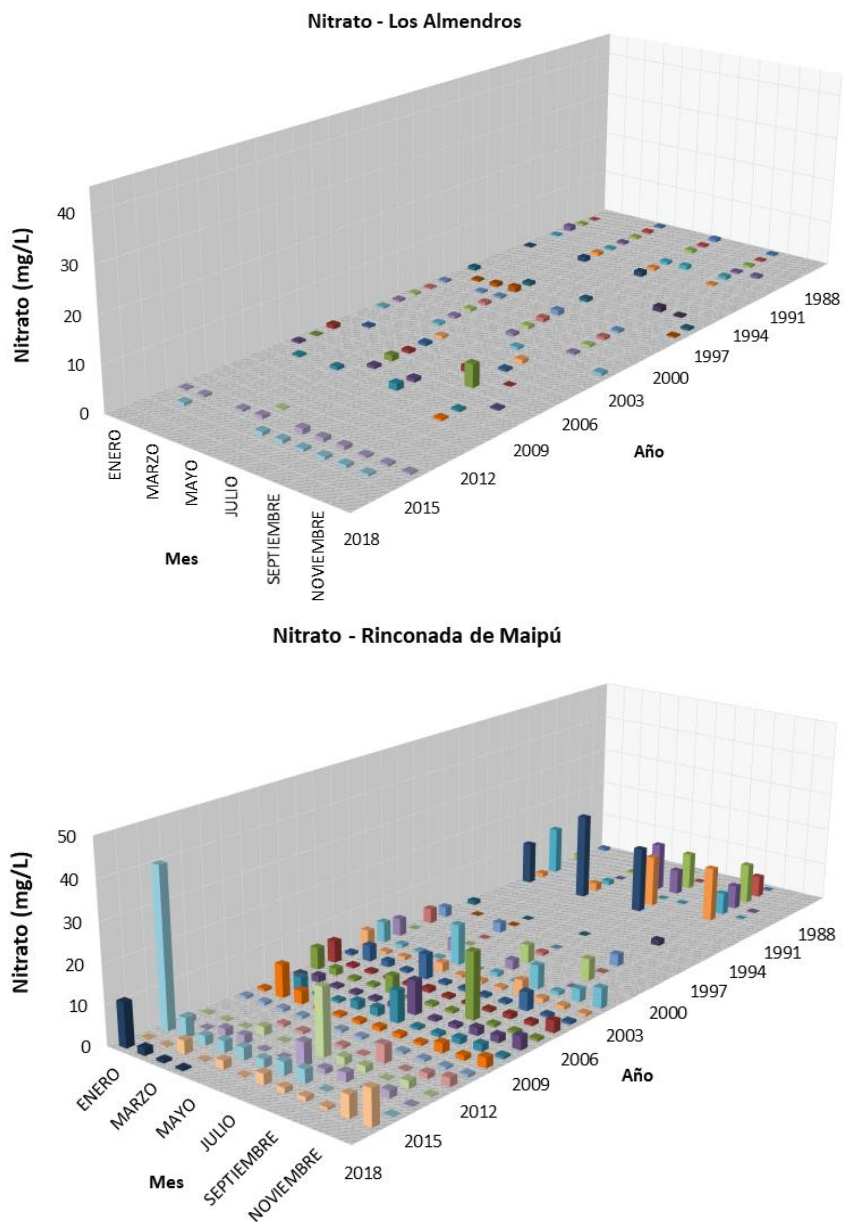 Nitrato - Los Almendros
Nitrato (mg/L)
40
30
20
10
0
ENERO
MARZO
MAYO
JULIO
SEPTIEMBRE
NOVIEMBRE
Mes
2018
2015
2012
2009
2006
2003
2000
1997
1994
1991
1988
Año
Nitrato - Rinconada de Maipú
Nitrato (mg/L)
50
40
30
20
10
0
ENERO
MARZO
MAYO
JULIO
SEPTIEMBRE
NOVIEMBRE
Mes
2018
2015
2012
2009
2006
2003
2000
1997
1994
1991
1988
Año